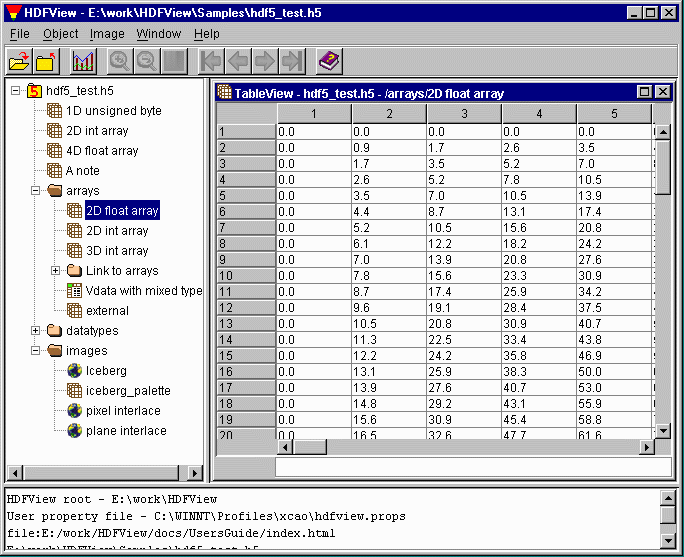 HDFView - E:\work\HDFView\Samples\hdf5_test.h5
File Object Image Window Help
hdf5_test.h5
1D unsigned byte
2D int array
4D float array
A note
arrays
2D float array
2D int array
3D int array
Link to arrays
Vdata with mixed type
external
datatypes
images
Iceberg
iceberg_palette
pixel interlace
plane interlace
TableView - hdf5_test.h5 - /arrays/2D float array
1 2 3 4 5
1 0.0 0.0 0.0 0.0 0.0
2 0.0 0.9 1.7 2.6 3.5
3 0.0 1.7 3.5 5.2 7.0
4 0.0 2.6 5.2 7.8 10.5
5 0.0 3.5 7.0 10.5 13.9
6 0.0 4.4 8.7 13.1 17.4
7 0.0 5.2 10.5 15.6 20.8
8 0.0 6.1 12.2 18.2 24.2
9 0.0 7.0 13.9 20.8 27.6
10 0.0 7.8 15.6 23.3 30.9
11 0.0 8.7 17.4 25.9 34.2
12 0.0 9.6 19.1 28.4 37.5
13 0.0 10.5 20.8 30.9 40.7
14 0.0 11.3 22.5 33.4 43.8
15 0.0 12.2 24.2 35.8 46.9
16 0.0 13.1 25.9 38.3 50.0
17 0.0 13.9 27.6 40.7 53.0
18 0.0 14.8 29.2 43.1 55.9
19 0.0 15.6 30.9 45.4 58.8
20 0.0 16.5 32.6 47.7 61.6
HDFView root - E:\work\HDFView
User property file - C:\WINNT\Profiles\xcao\hdfview.props
file:E:/work/HDFView/docs/UsersGuide/index.html
E:\work\HDFView\Samples\hdf5_test.h5